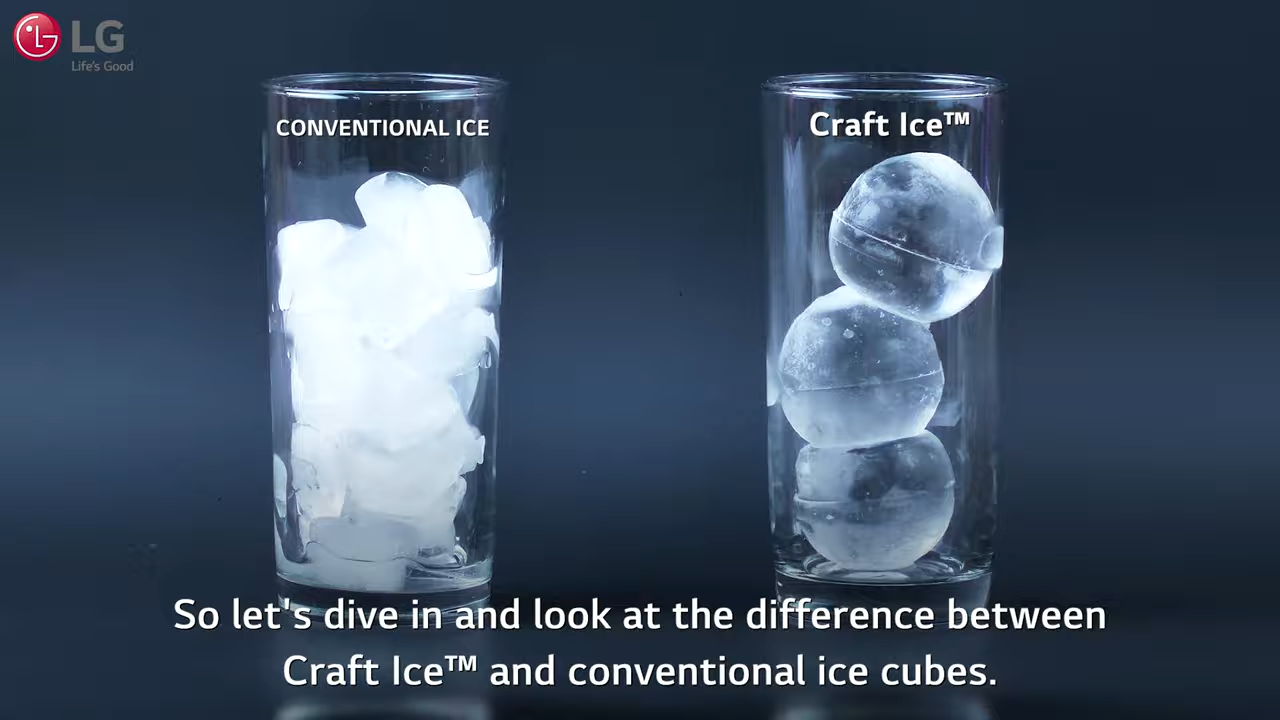 LG
Life's Good
CONVENTIONAL ICE
Craft Ice™
So let's dive in and look at the difference between
Craft Ice™ and conventional ice cubes.